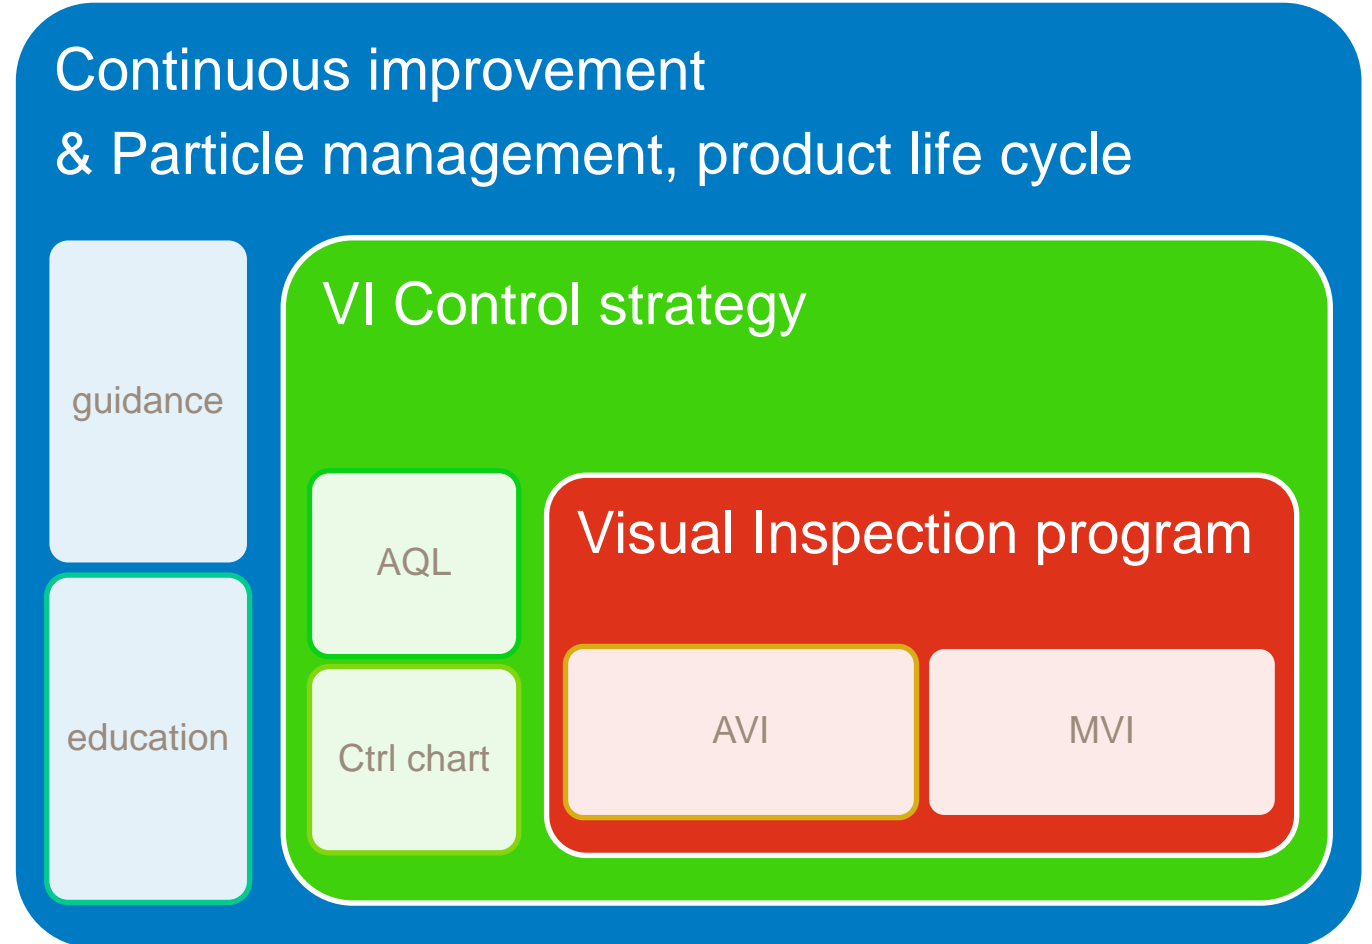 Continuous improvement
& Particle management, product life cycle
guidance
education
VI Control strategy
AQL
Ctrl chart
Visual Inspection program
AVI
MVI